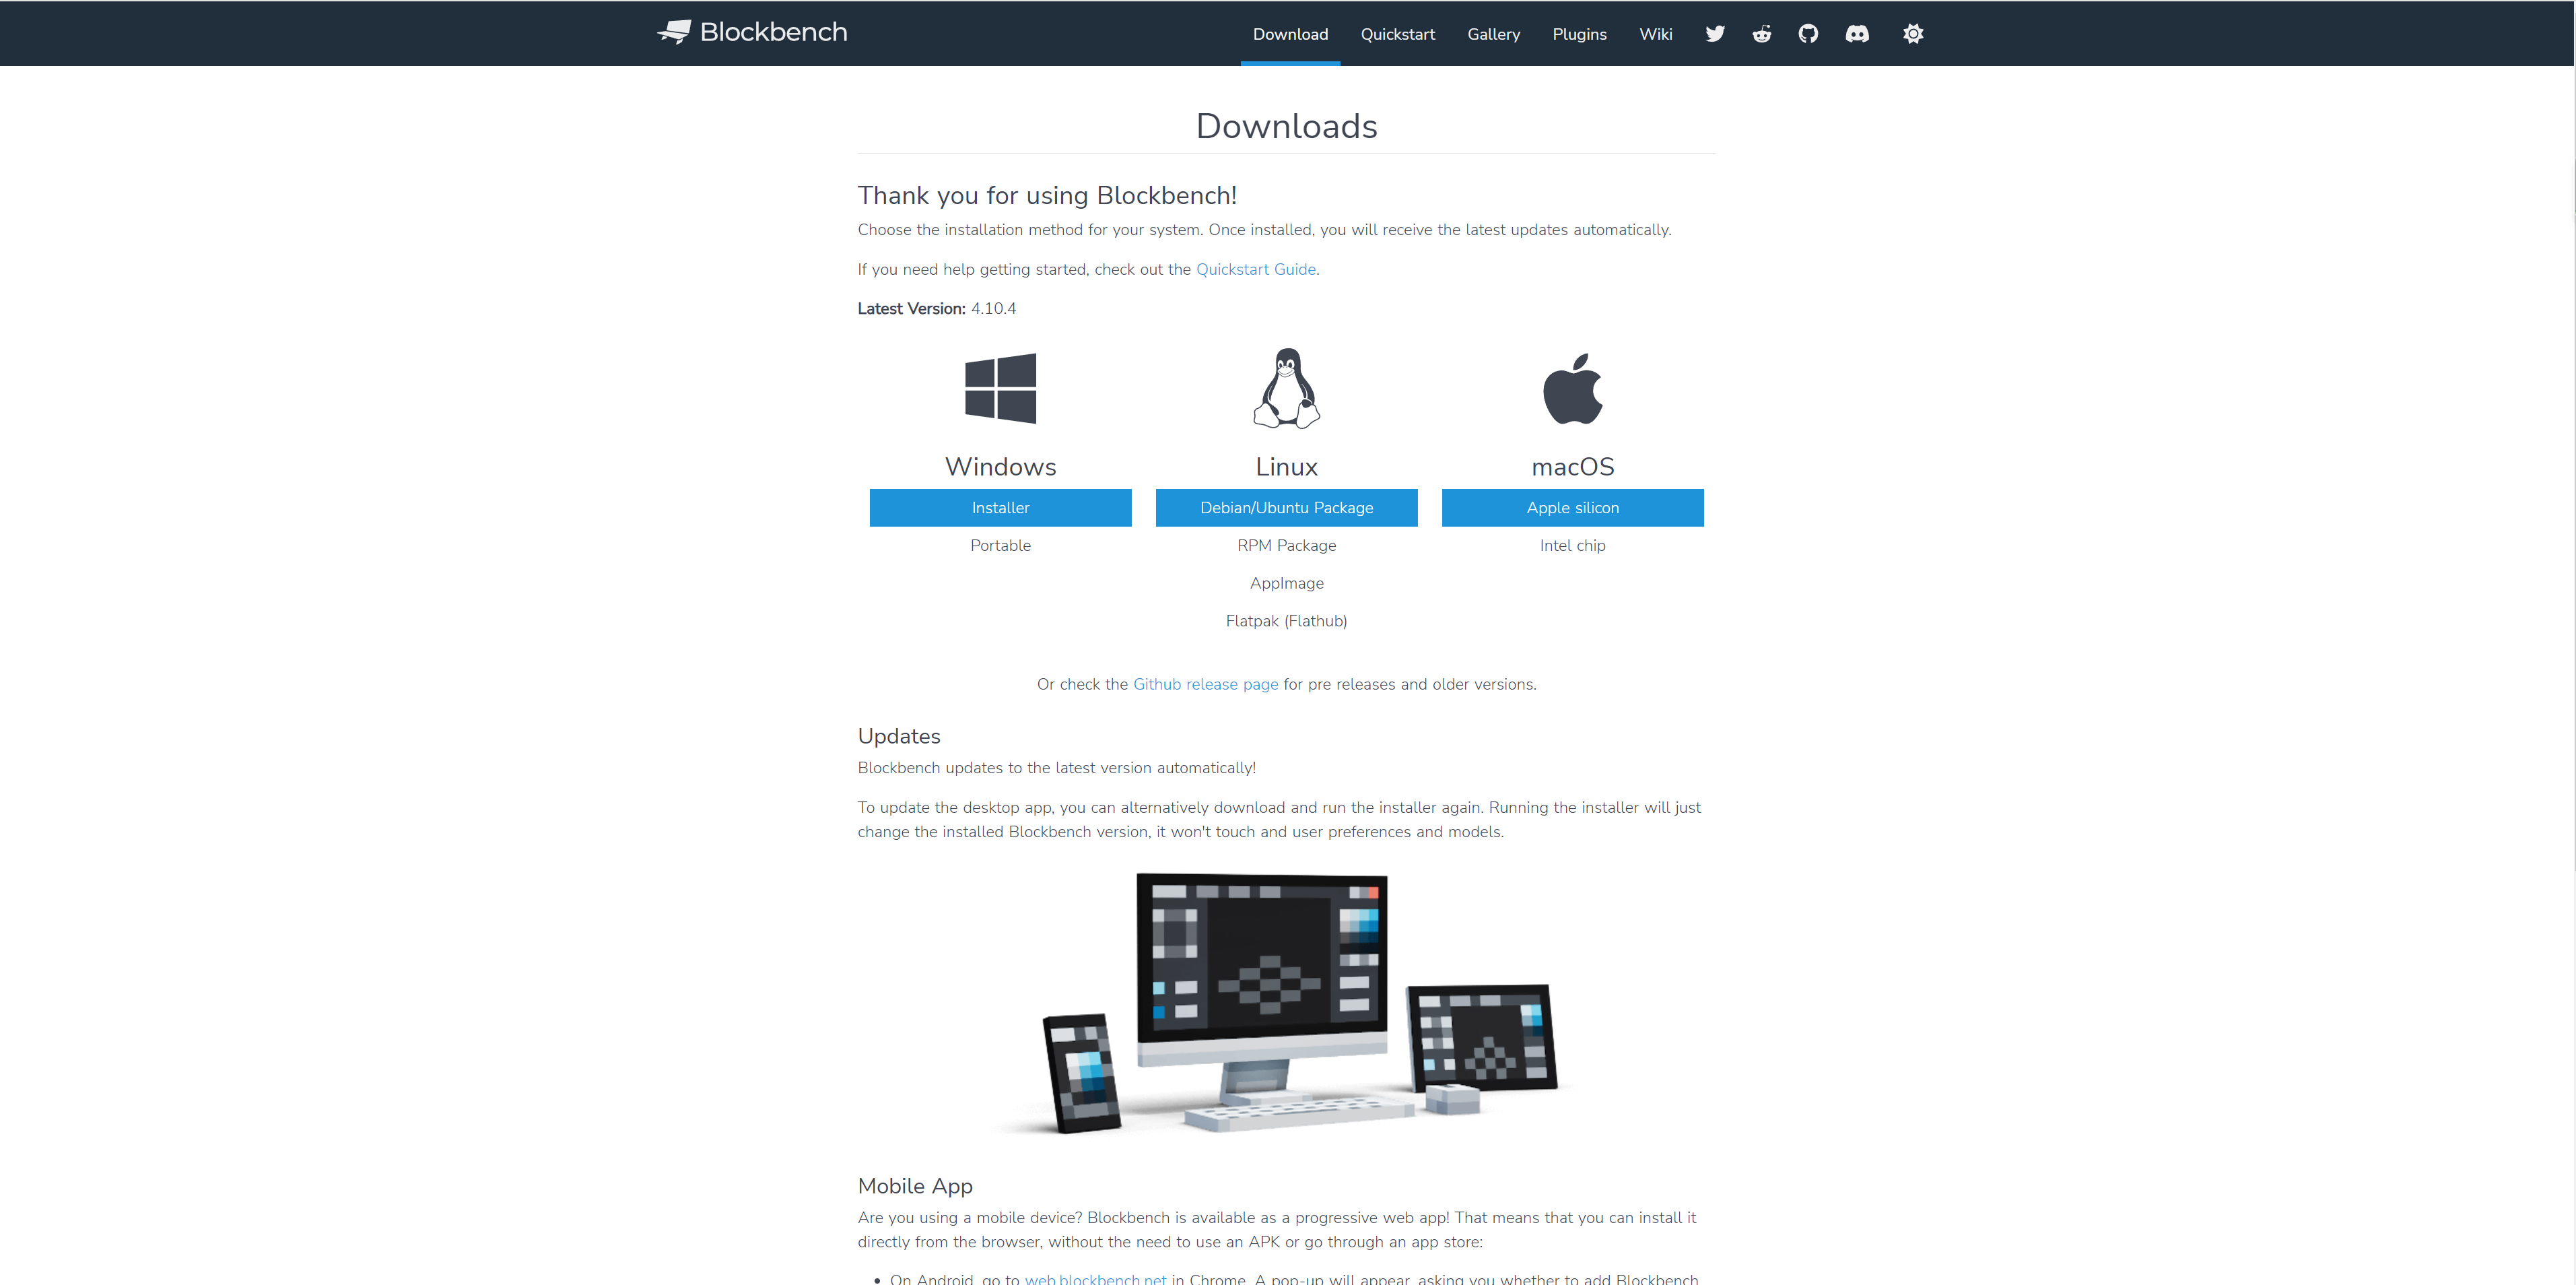 Blockbench
Download Quickstart Gallery Plugins Wiki
Downloads
Thank you for using Blockbench!
Choose the installation method for your system. Once installed, you will receive the latest updates automatically.
If you need help getting started, check out the Quickstart Guide.
Latest Version: 4.10.4
Windows
Installer
Portable
Linux
Debian/Ubuntu Package
RPM Package
AppImage
Flatpak (Flathub)
macOS
Apple silicon
Intel chip
Or check the Github release page for pre releases and older versions.
Updates
Blockbench updates to the latest version automatically!
To update the desktop app, you can alternatively download and run the installer again. Running the installer will just
change the installed Blockbench version, it won't touch and user preferences and models.
Mobile App
Are you using a mobile device? Blockbench is available as a progressive web app! That means that you can install it
directly from the browser, without the need to use an APK or go through an app store:
• On Android, go to web.blockbench.net in Chrome. A pop-up will appear, asking you whether to add Blockbench